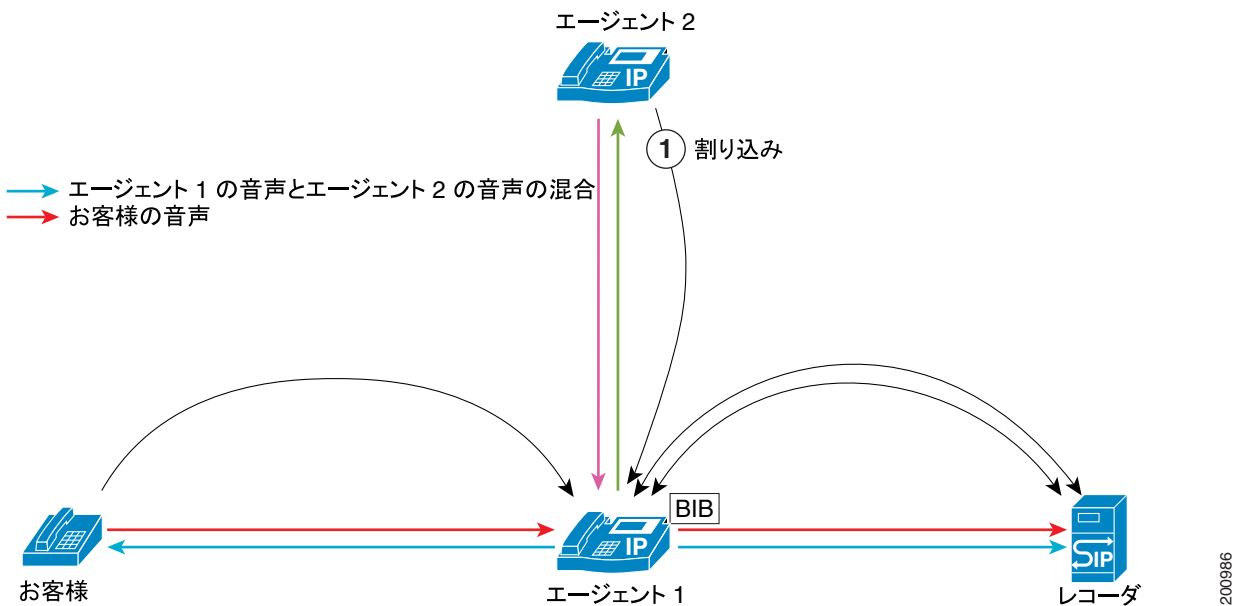 エージェント 2
IP
1 割り込み
エージェント 1 の音声とエージェント 2 の音声の混合
お客様の音声
BIB
IP
SIP
お客様
エージェント 1
レコーダ
200986